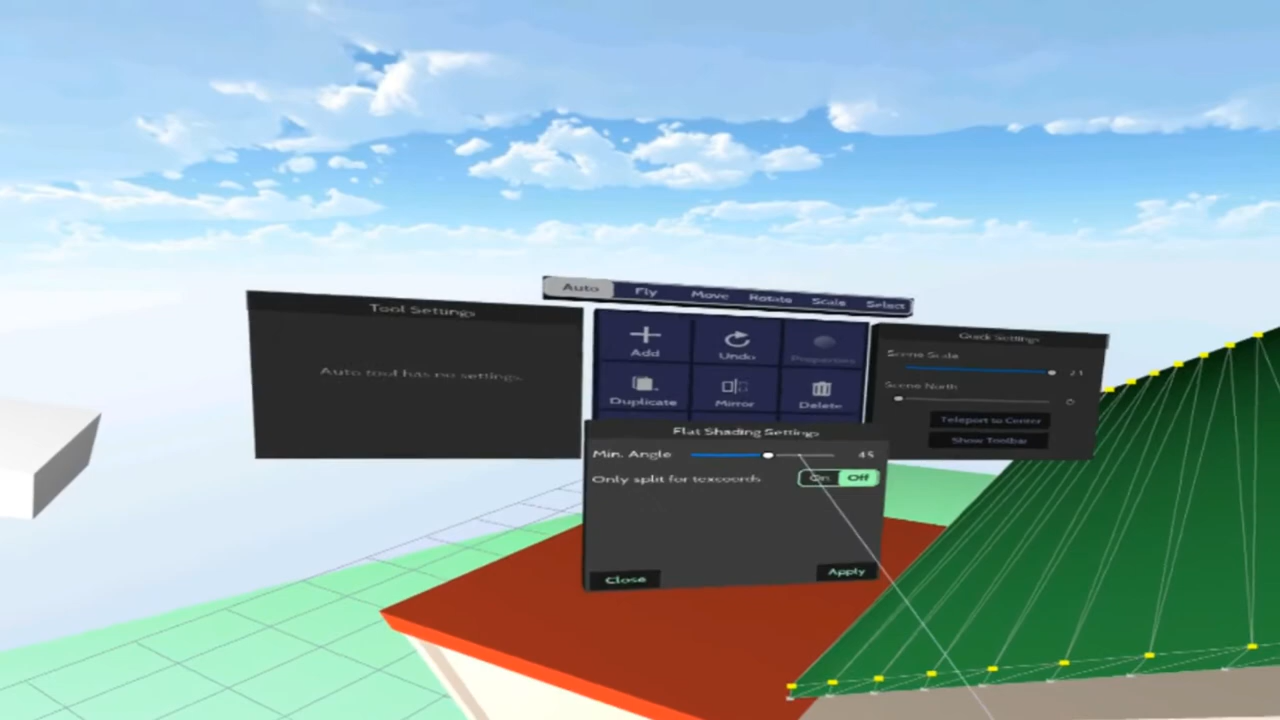 Auto Fly Move Rotate Scale Select
Tool Settings
Auto tool has no settings.
Add Undo Properties
Duplicate Mirror Delete
Quick Settings
Scene Scale
Scene North
Teleport to Center
Show Toolbar
Flat Shading Settings
Min. Angle 45
Only split for texcoords On Off
Close Apply